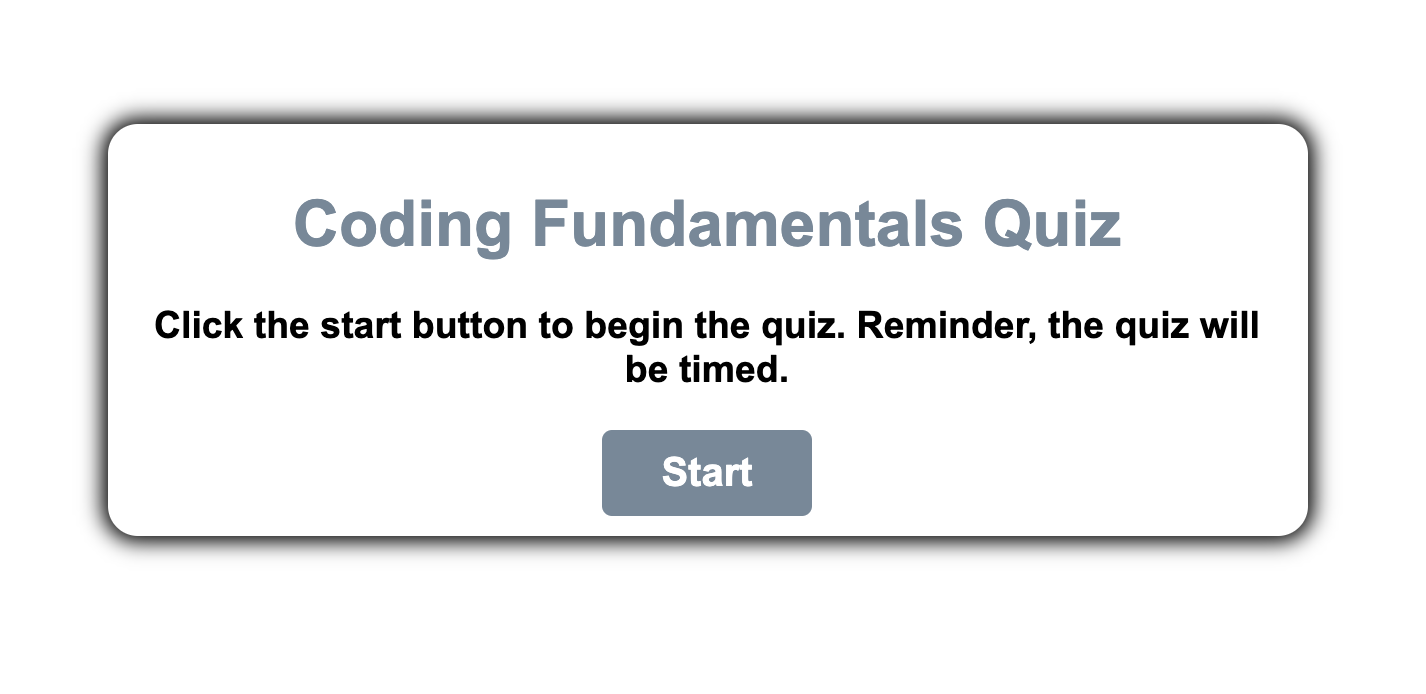 Coding Fundamentals Quiz
Click the start button to begin the quiz. Reminder, the quiz will
be timed.
Start